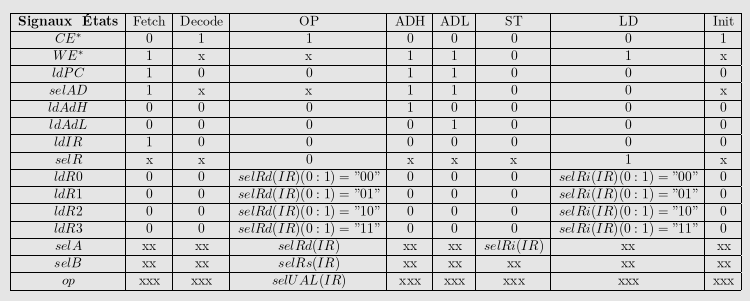 Signaux États Fetch Decode OP ADH ADL ST LD Init
CE* 0 1 1 0 0 0 0 1
WE* 1 x x 1 1 0 1 x
ldPC 1 0 0 1 1 0 0 0
selAD 1 x x 1 1 0 0 x
ldAdH 0 0 0 1 0 0 0 0
ldAdL 0 0 0 0 1 0 0 0
ldIR 1 0 0 0 0 0 0 0
selR x x 0 x x x 1 x
ldR0 0 0 selRd(IR)(0 : 1) = ”00” 0 0 0 selRi(IR)(0 : 1) = ”00” 0
ldR1 0 0 selRd(IR)(0 : 1) = ”01” 0 0 0 selRi(IR)(0 : 1) = ”01” 0
ldR2 0 0 selRd(IR)(0 : 1) = ”10” 0 0 0 selRi(IR)(0 : 1) = ”10” 0
ldR3 0 0 selRd(IR)(0 : 1) = ”11” 0 0 0 selRi(IR)(0 : 1) = ”11” 0
selA xx xx selRd(IR) xx xx selRi(IR) xx xx
selB xx xx selRs(IR) xx xx xx xx xx
op xxx xxx selUAL(IR) xxx xxx xxx xxx xxx